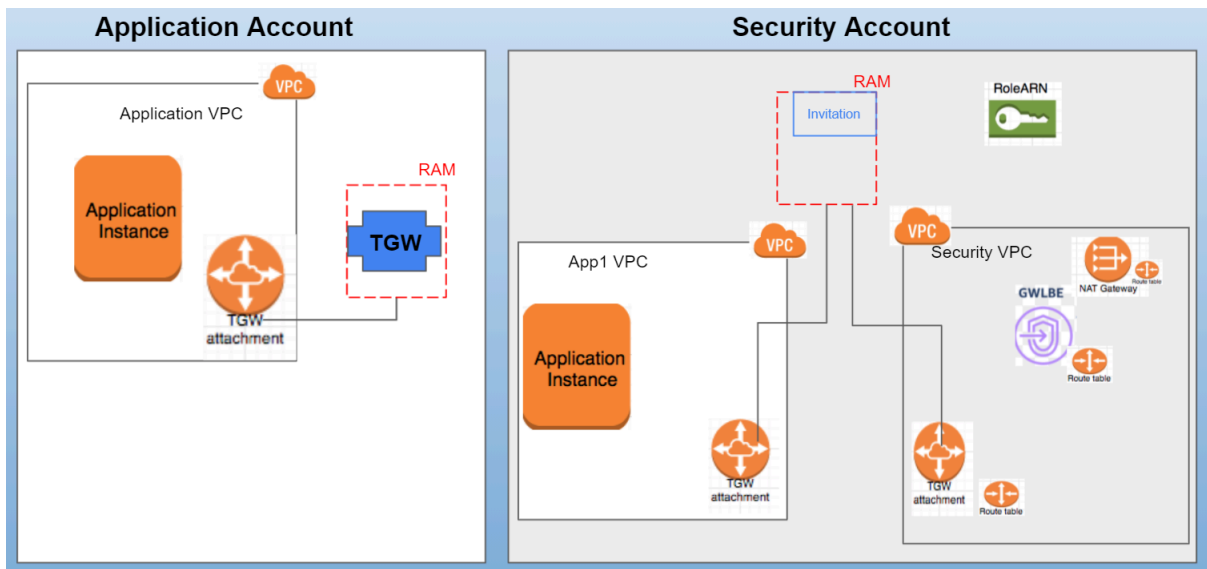 Application Account
Security Account
VPC
Application VPC
Application
Instance
TGW
attachment
RAM
TGW
RAM
Invitation
RoleARN
VPC
App1 VPC
Application
Instance
TGW
attachment
VPC
Security VPC
NAT Gateway
Route table
GWLBE
Route table
TGW
attachment
Route table